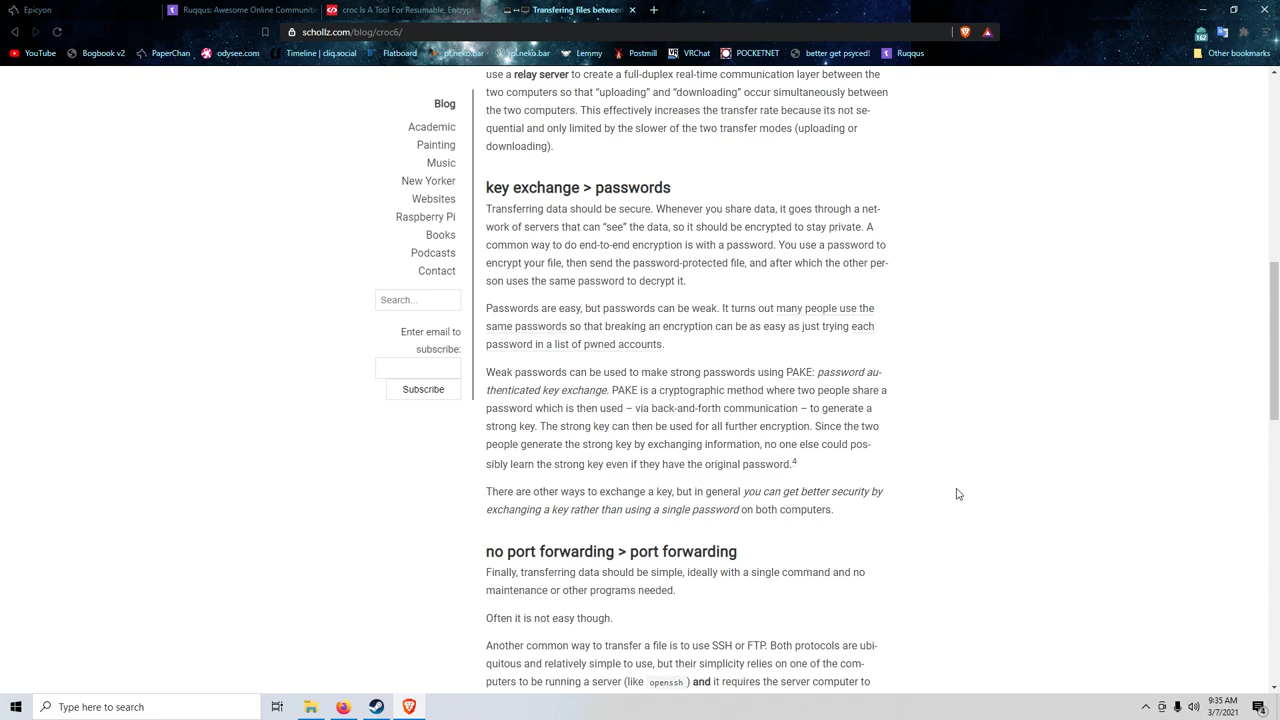 Epicyon
Ruqqus: Awesome Online Communiti
croc Is A Tool For Resumable, Encrypte
Transfering files between
schollz.com/blog/croc6/
YouTube
Bogbook v2
PaperChan
odysee.com
Timeline | cliq.social
Flatboard
pl.neko.bar
pl.neko.bar
Lemmy
Postmill
VRChat
POCKETNET
better get psyced!
Ruqqus
Other bookmarks
Blog
Academic
Painting
Music
New Yorker
Websites
Raspberry Pi
Books
Podcasts
Contact
Search...
Enter email to
subscribe:
Subscribe
use a relay server to create a full-duplex real-time communication layer between the
two computers so that “uploading” and “downloading” occur simultaneously between
the two computers. This effectively increases the transfer rate because its not se-
quential and only limited by the slower of the two transfer modes (uploading or
downloading).
key exchange > passwords
Transferring data should be secure. Whenever you share data, it goes through a net-
work of servers that can “see” the data, so it should be encrypted to stay private. A
common way to do end-to-end encryption is with a password. You use a password to
encrypt your file, then send the password-protected file, and after which the other per-
son uses the same password to decrypt it.
Passwords are easy, but passwords can be weak. It turns out many people use the
same passwords so that breaking an encryption can be as easy as just trying each
password in a list of pwned accounts.
Weak passwords can be used to make strong passwords using PAKE: password au-
thenticated key exchange. PAKE is a cryptographic method where two people share a
password which is then used – via back-and-forth communication – to generate a
strong key. The strong key can then be used for all further encryption. Since the two
people generate the strong key by exchanging information, no one else could pos-
sibly learn the strong key even if they have the original password.4
There are other ways to exchange a key, but in general you can get better security by
exchanging a key rather than using a single password on both computers.
no port forwarding > port forwarding
Finally, transferring data should be simple, ideally with a single command and no
maintenance or other programs needed.
Often it is not easy though.
Another common way to transfer a file is to use SSH or FTP. Both protocols are ubi-
quitous and relatively simple to use, but their simplicity relies on one of the com-
puters to be running a server (like openssh ) and it requires the server computer to
Type here to search
9:35 AM
3/7/2021
4